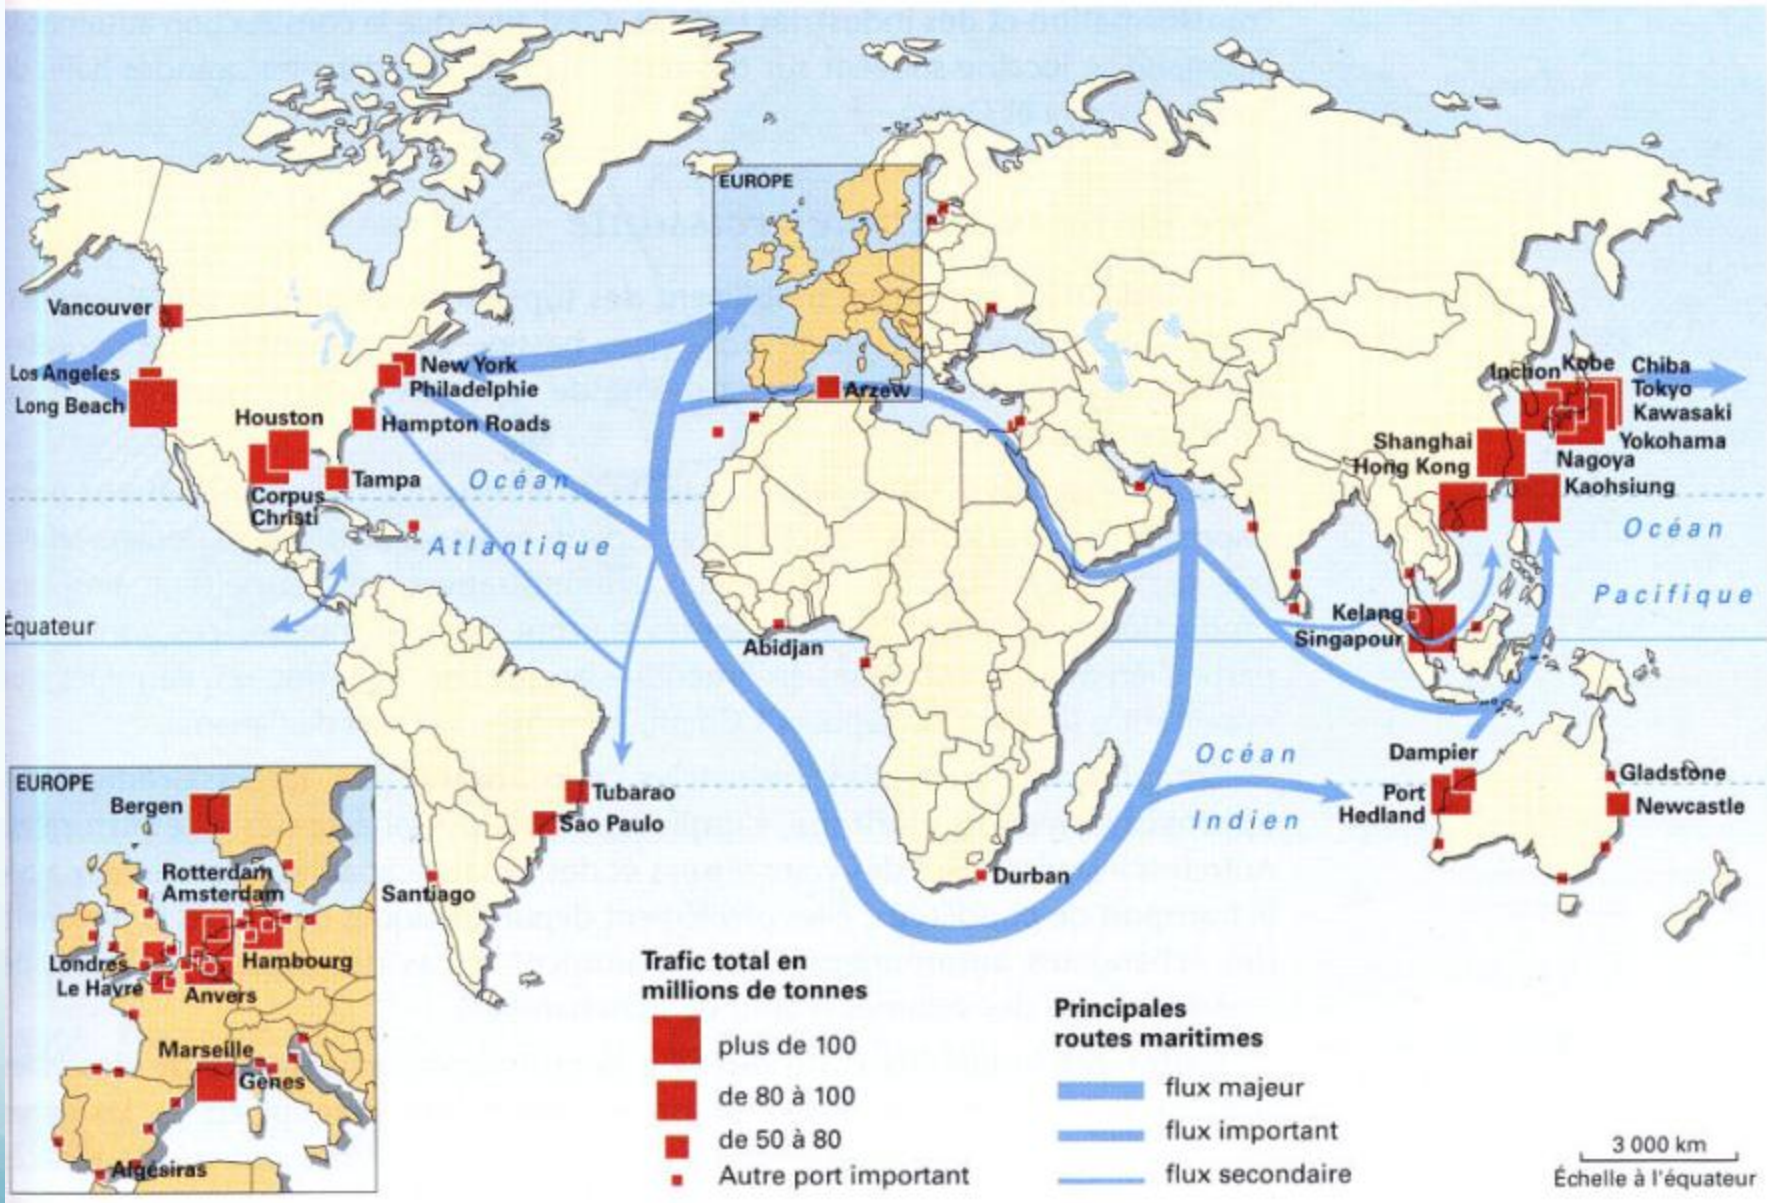 EUROPE
Vancouver
Los Angeles
Long Beach
New York
Philadelphie
Hampton Roads
Houston
Tampa
Corpus
Christi
Océan
Atlantique
Équateur
Arzew
Abidjan
Durban
Tubarao
Sao Paulo
Santiago
Inchon
Kobe
Chiba
Tokyo
Kawasaki
Yokohama
Nagoya
Kaohsiung
Shanghai
Hong Kong
Océan
Pacifique
Kelang
Singapour
Océan
Indien
Dampier
Port
Hedland
Gladstone
Newcastle
EUROPE
Bergen
Rotterdam
Amsterdam
Londres
Le Havre
Hambourg
Anvers
Marseille
Gênes
Algésiras
Trafic total en
millions de tonnes
plus de 100
de 80 à 100
de 50 à 80
Autre port important
Principales
routes maritimes
flux majeur
flux important
flux secondaire
3 000 km
Échelle à l'équateur